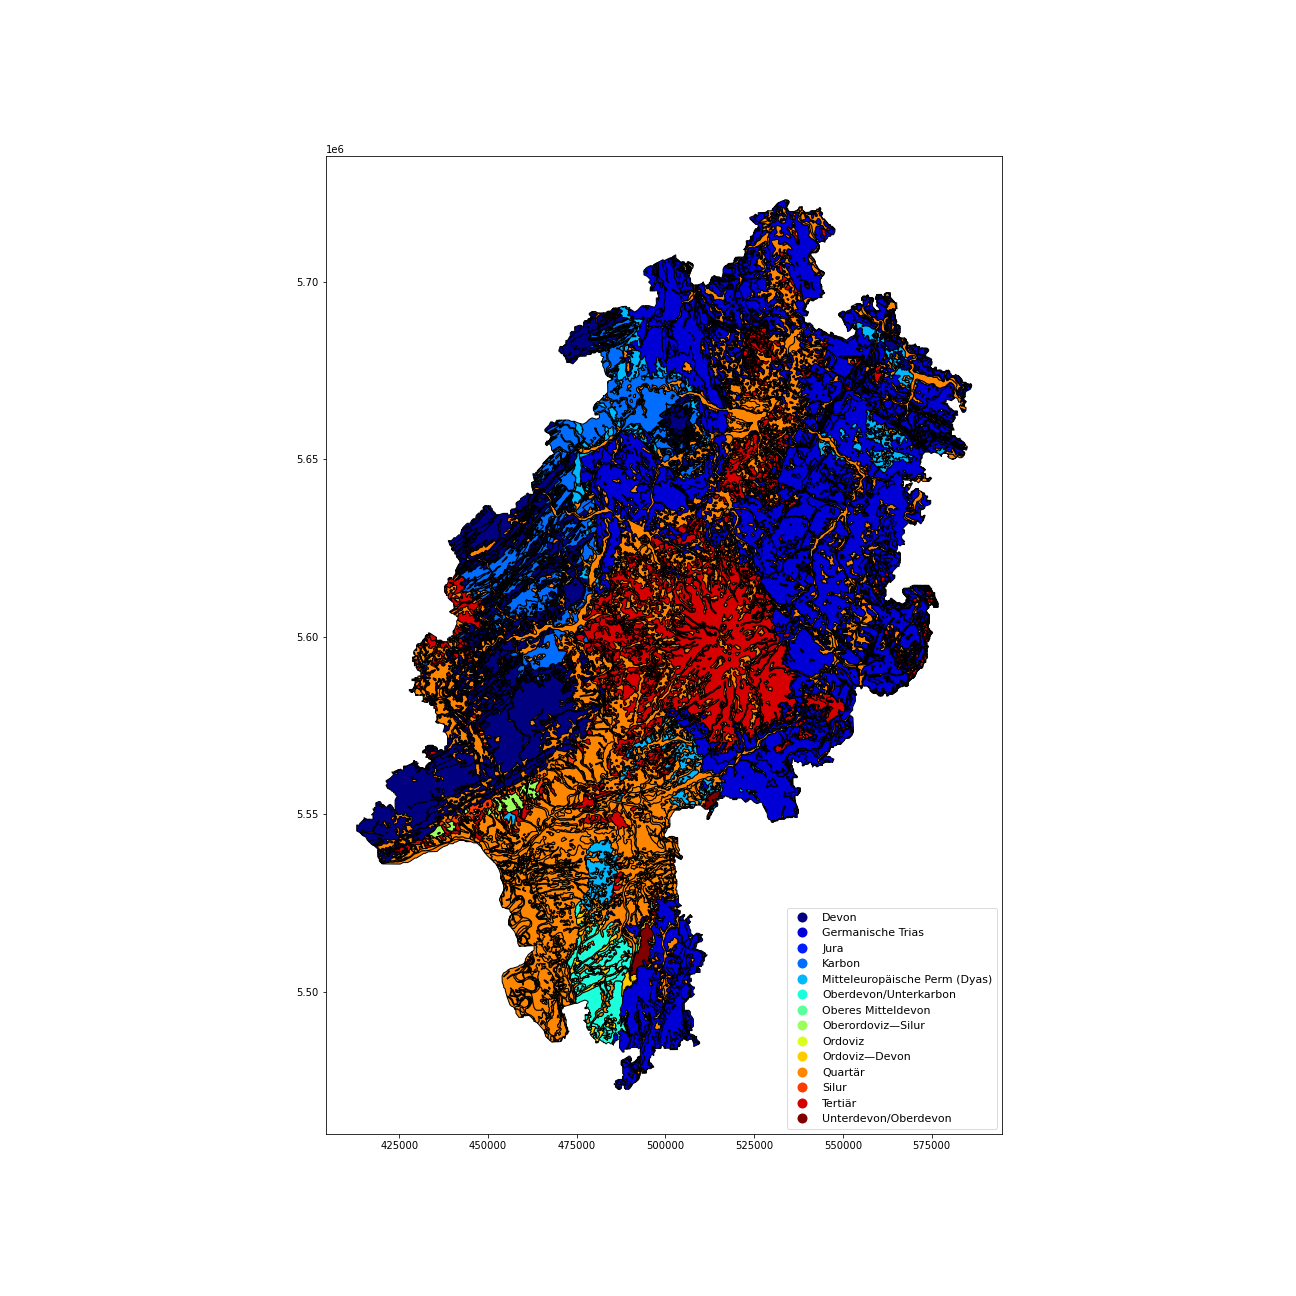 1e6
5.70
5.65
5.60
5.55
5.50
425000 450000 475000 500000 525000 550000 575000
Devon
Germanische Trias
Jura
Karbon
Mitteleuropäische Perm (Dyas)
Oberdevon/Unterkarbon
Oberes Mitteldevon
Oberordoviz—Silur
Ordoviz
Ordoviz—Devon
Quartär
Silur
Tertiär
Unterdevon/Oberdevon